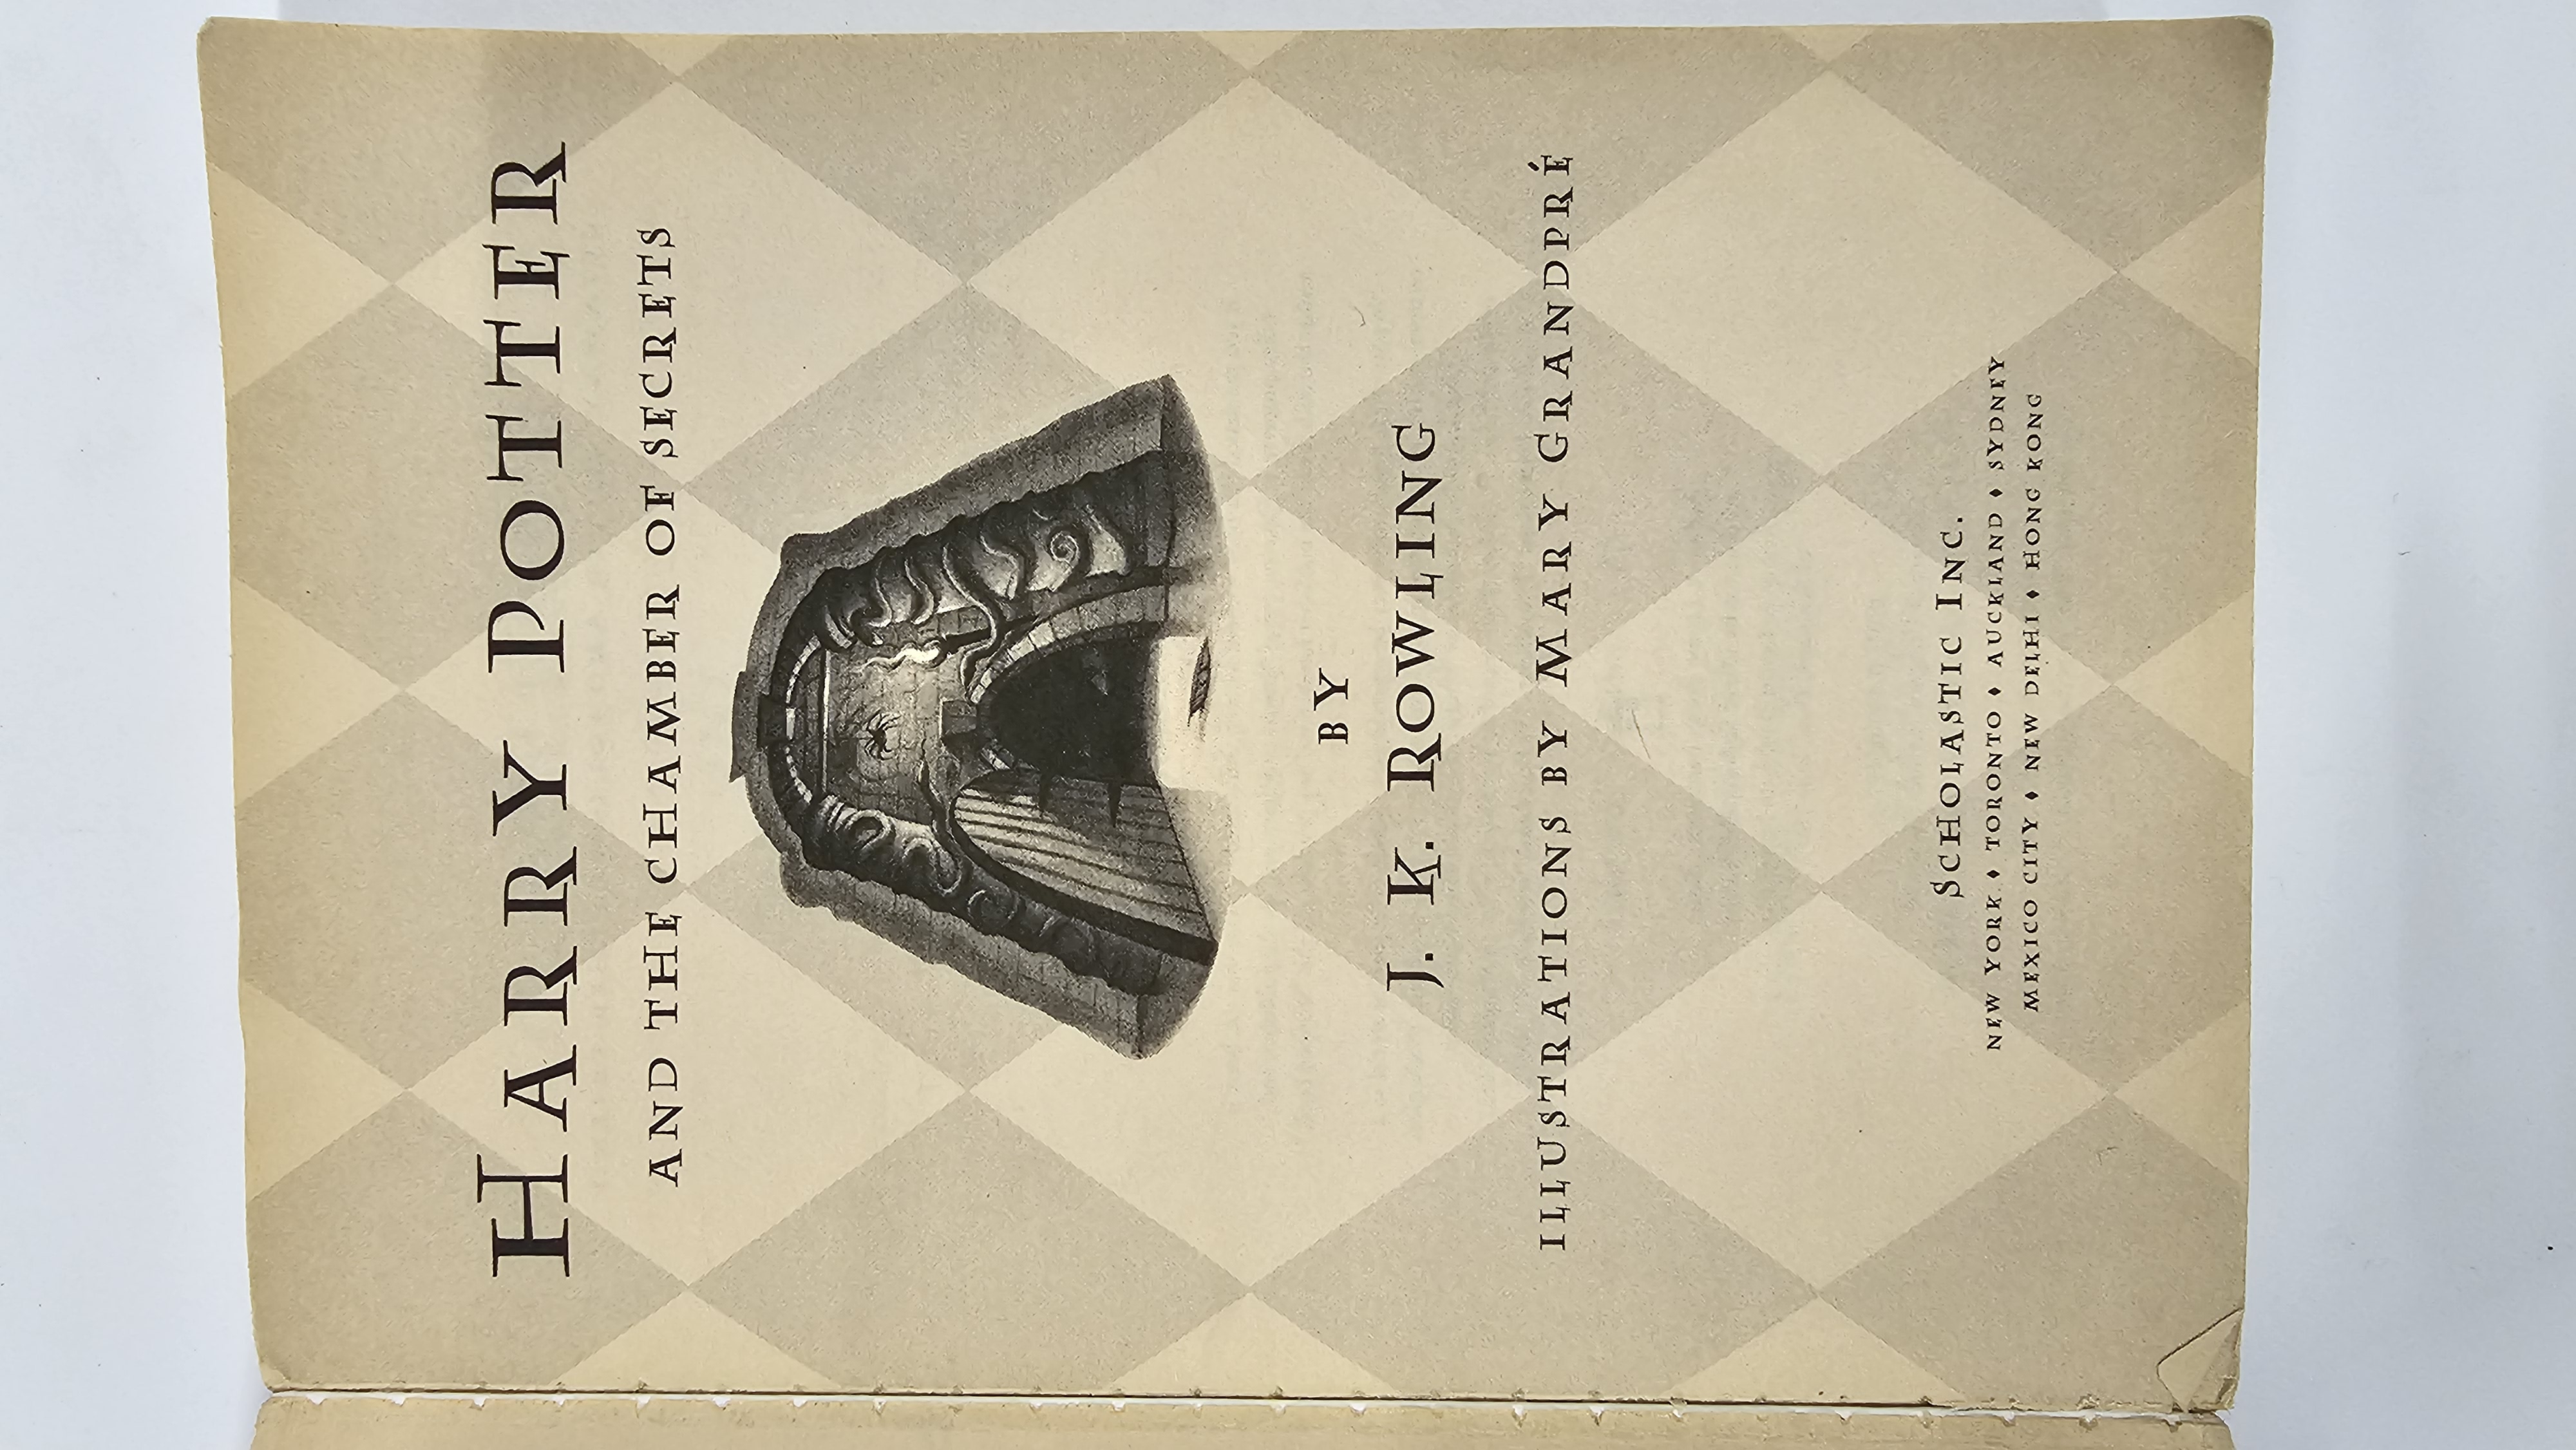 HARRY POTTER
AND THE CHAMBER OF SECRETS
BY
J. K. ROWLING
ILLUSTRATIONS BY MARY GRANDPRÉ
SCHOLASTIC INC.
NEW YORK ♦ TORONTO ♦ AUCKLAND ♦ SYDNEY
MEXICO CITY ♦ NEW DELHI ♦ HONG KONG